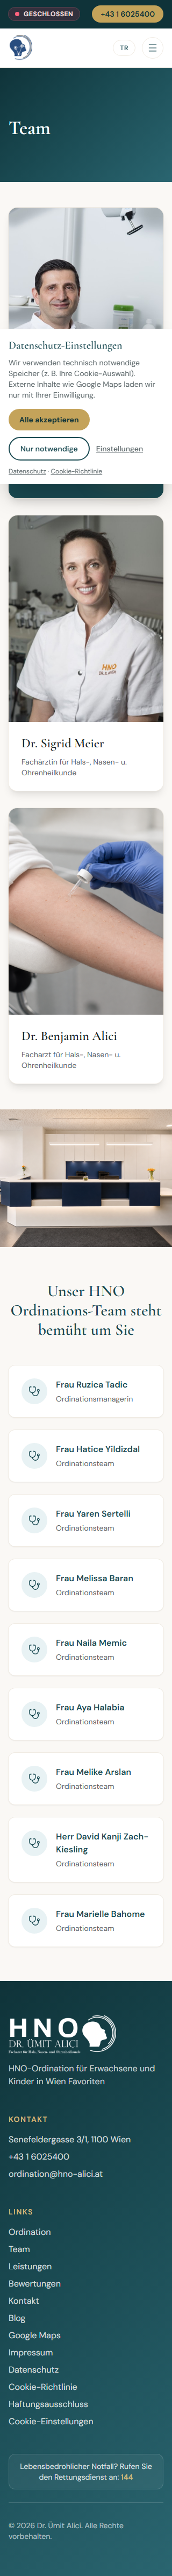 GESCHLOSSEN
+43 1 6025400
TR
Team
Datenschutz-Einstellungen
Wir verwenden technisch notwendige
Speicher (z. B. Ihre Cookie-Auswahl).
Externe Inhalte wie Google Maps laden wir
nur mit Ihrer Einwilligung.
Alle akzeptieren
Nur notwendige
Einstellungen
Datenschutz · Cookie-Richtlinie
HNO
Dr. Sigrid Meier
Fachärztin für Hals-, Nasen- u.
Ohrenheilkunde
Dr. Benjamin Alici
Facharzt für Hals-, Nasen- u.
Ohrenheilkunde
Unser HNO
Ordinations-Team steht
bemüht um Sie
Frau Ruzica Tadic
Ordinationsmanagerin
Frau Hatice Yildizdal
Ordinationsteam
Frau Yaren Sertelli
Ordinationsteam
Frau Melissa Baran
Ordinationsteam
Frau Naila Memic
Ordinationsteam
Frau Aya Halabia
Ordinationsteam
Frau Melike Arslan
Ordinationsteam
Herr David Kanji Zach-
Kiesling
Ordinationsteam
Frau Marielle Bahome
Ordinationsteam
HNO
DR. ÜMIT ALICI
Facharzt für Hals, Nasen- und Ohrenheilkunde
HNO-Ordination für Erwachsene und
Kinder in Wien Favoriten
KONTAKT
Senefeldergasse 3/1, 1100 Wien
+43 1 6025400
ordination@hno-alici.at
LINKS
Ordination
Team
Leistungen
Bewertungen
Kontakt
Blog
Google Maps
Impressum
Datenschutz
Cookie-Richtlinie
Haftungsausschluss
Cookie-Einstellungen
Lebensbedrohlicher Notfall? Rufen Sie
den Rettungsdienst an: 144
© 2026 Dr. Ümit Alici. Alle Rechte
vorbehalten.